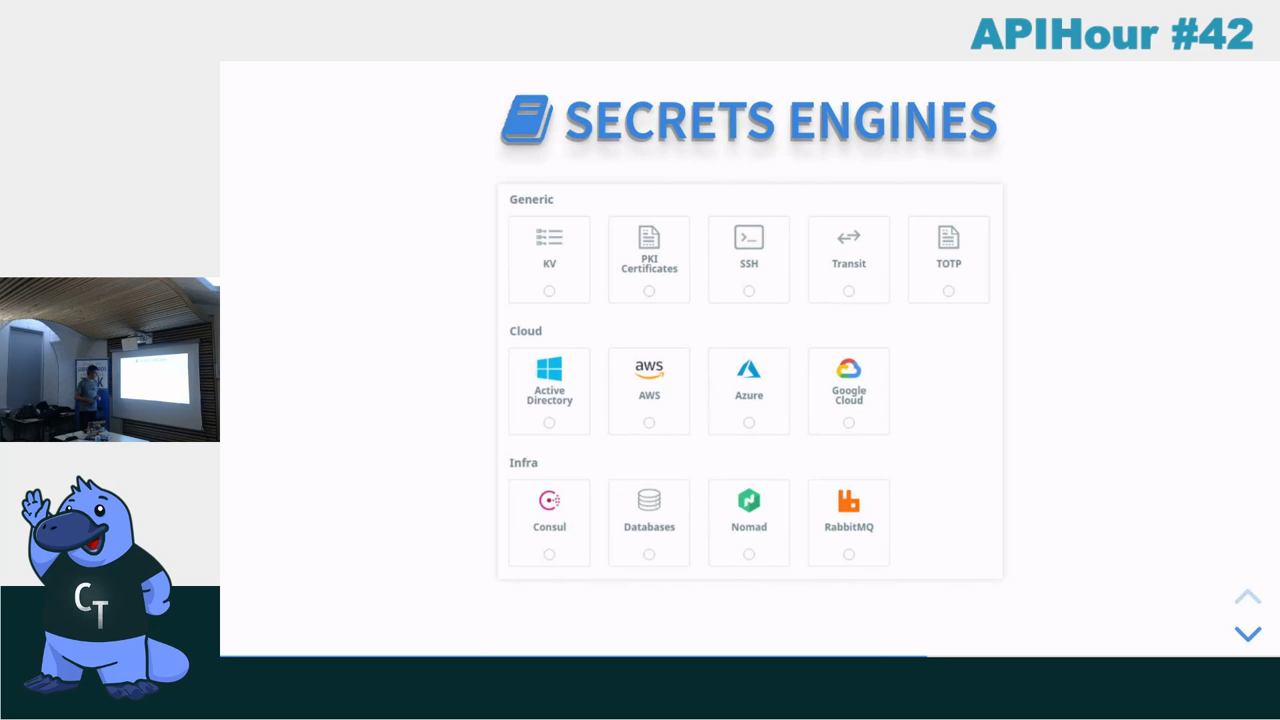 APIHour #42
SECRETS ENGINES
Generic
KV
PKI
Certificates
SSH
Transit
TOTP
Cloud
Active
Directory
aws
AWS
Azure
Google
Cloud
Infra
Consul
Databases
Nomad
RabbitMQ
CT